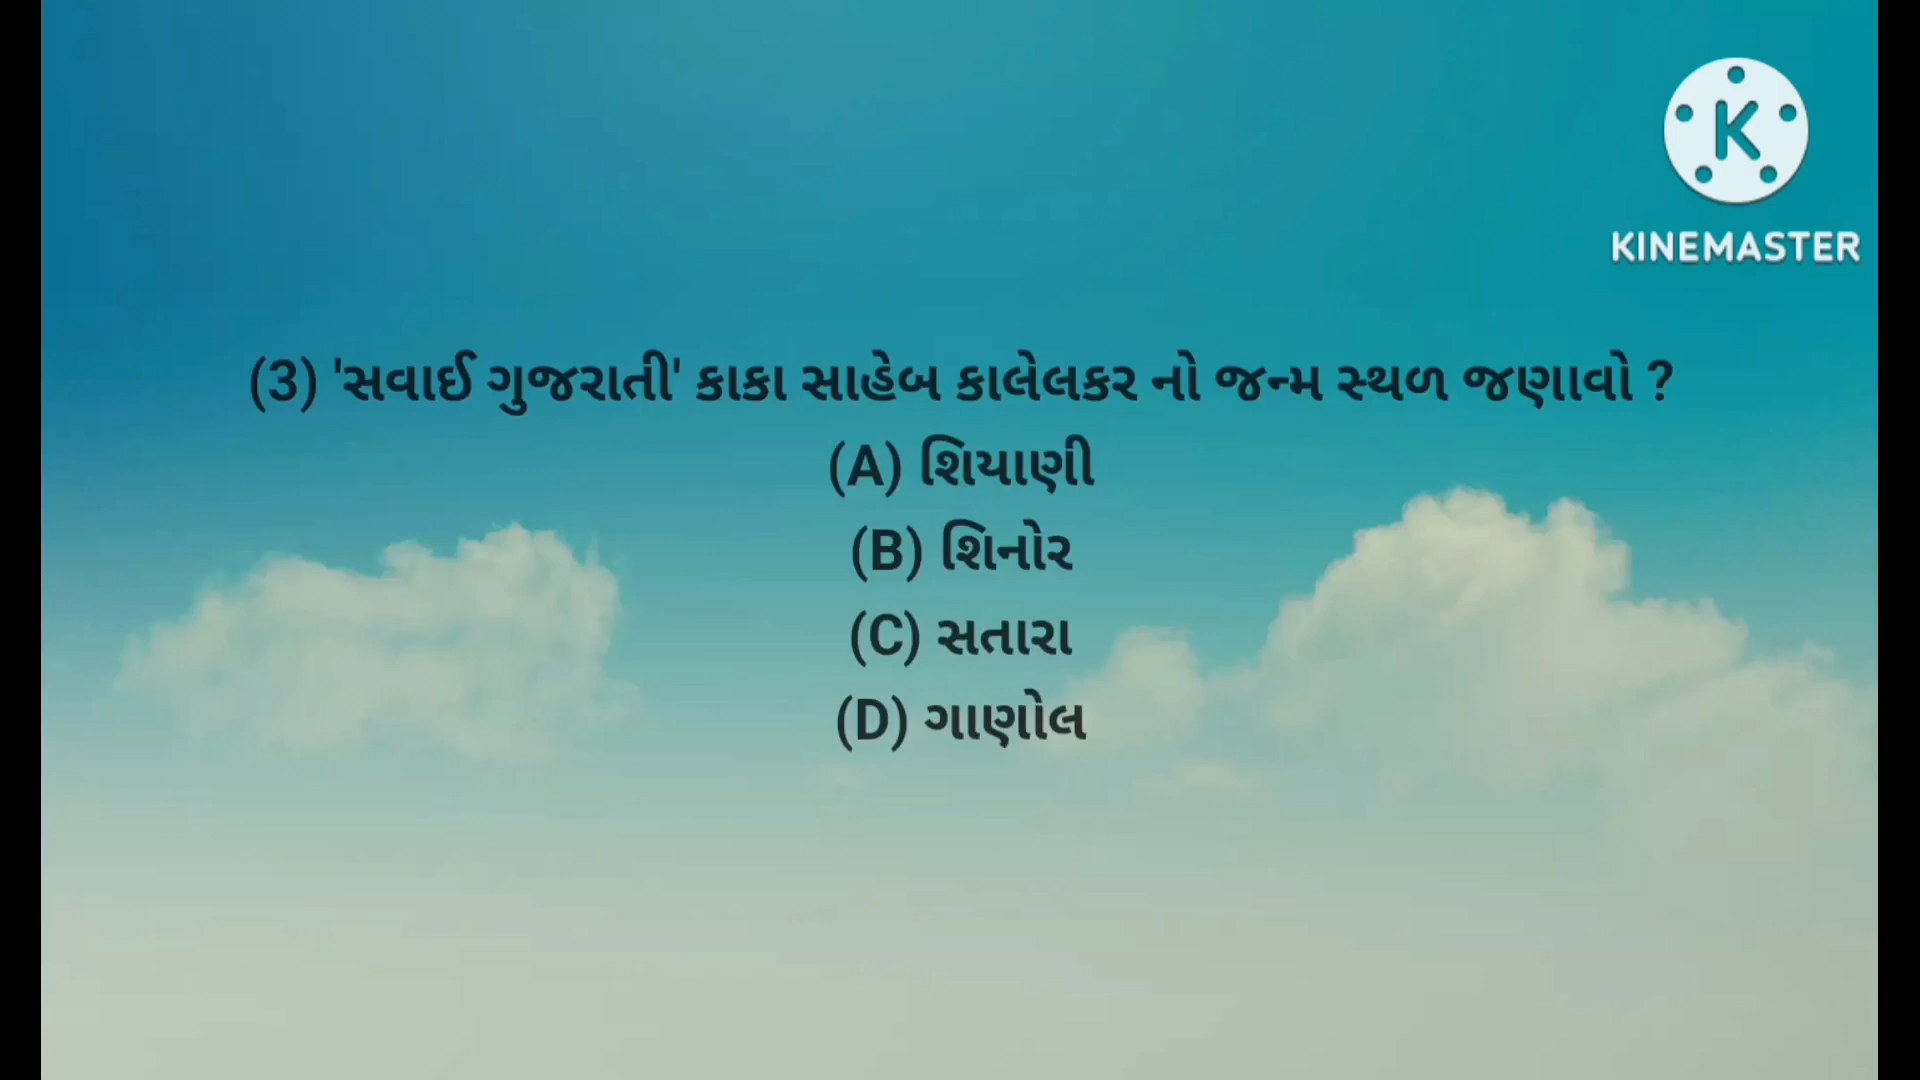 KINEMASTER
(3) 'સવાઈ ગુજરાતી' કાકા સાહેબ કાલેલકર નો જન્મ સ્થળ જણાવો ?
(A) શિયાણી
(B) શિનોર
(C) સતારા
(D) ગાણોલ